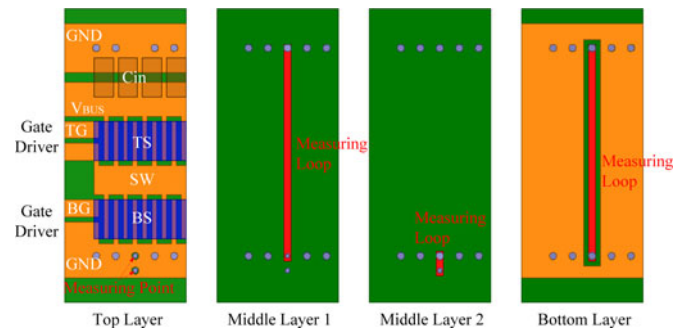 GND
Cin
VBUS
Gate
Driver
TG
TS
SW
Gate
Driver
BG
BS
GND
Measuring Point
Top Layer
Measuring
Loop
Middle Layer 1
Measuring
Loop
Middle Layer 2
Measuring
Loop
Bottom Layer